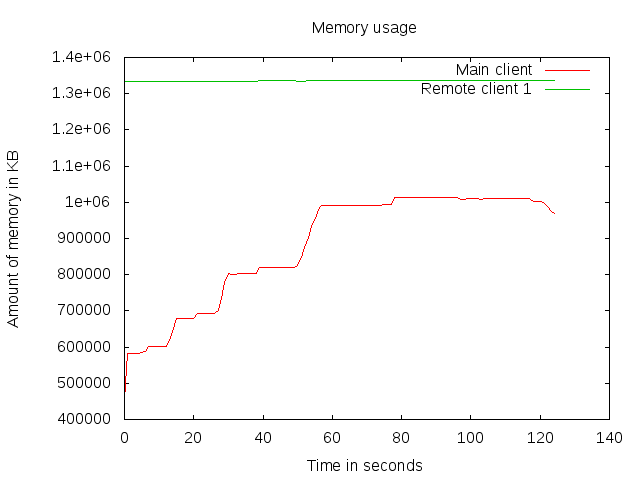 Memory usage
1.4e+06
1.3e+06
1.2e+06
1.1e+06
1e+06
900000
800000
700000
600000
500000
400000
0 20 40 60 80 100 120 140
Amount of memory in KB
Time in seconds
Main client
Remote client 1